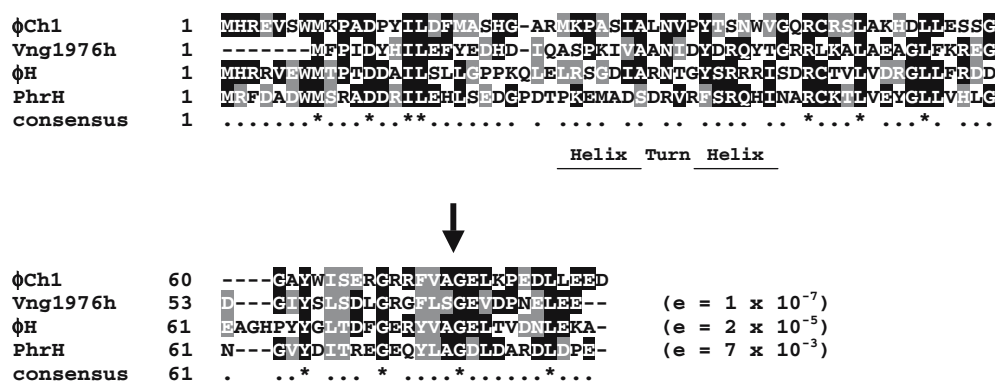 ϕCh1 1 MHREVSWMKPADPYILDFMASHG-ARMKPASIALNVPYTSNWVGQRCRSLAKHDLLESSG
Vng1976h 1 -------MFPIDYHILEFYEDHD-IQASPKIVAANIDYDRQYTGRRLKALAEAGLFKREG
ϕH 1 MHRRVEWMTPTDDAILSLLGPPKQLELRSGDIARNTGYSRRRISDRCTVLVDRGLLFRDD
PhrH 1 MRFDADWMSRADDRILEHLSEDGPDTPKEMADSDRVRFSRQHINARCKTLVEYGLLVHLG
consensus 1 .......*...*.**........ . .... .. .. . .... .. . *...*....*. ...
Helix Turn Helix
ϕCh1 60 ----GAYWISERGRRFVAGELKPEDLLEED
Vng1976h 53 D---GIYSLSDLGRGFLSGEVDPNELEE-- (e = 1 x 10-7)
ϕH 61 EAGHPYYGLTDFGERYVAGELTVDNLEKA- (e = 2 x 10-5)
PhrH 61 N---GVYDITREGEQYLAGDLDARDLDPE- (e = 7 x 10-3)
consensus 61 . ..* ... * ....*......*...